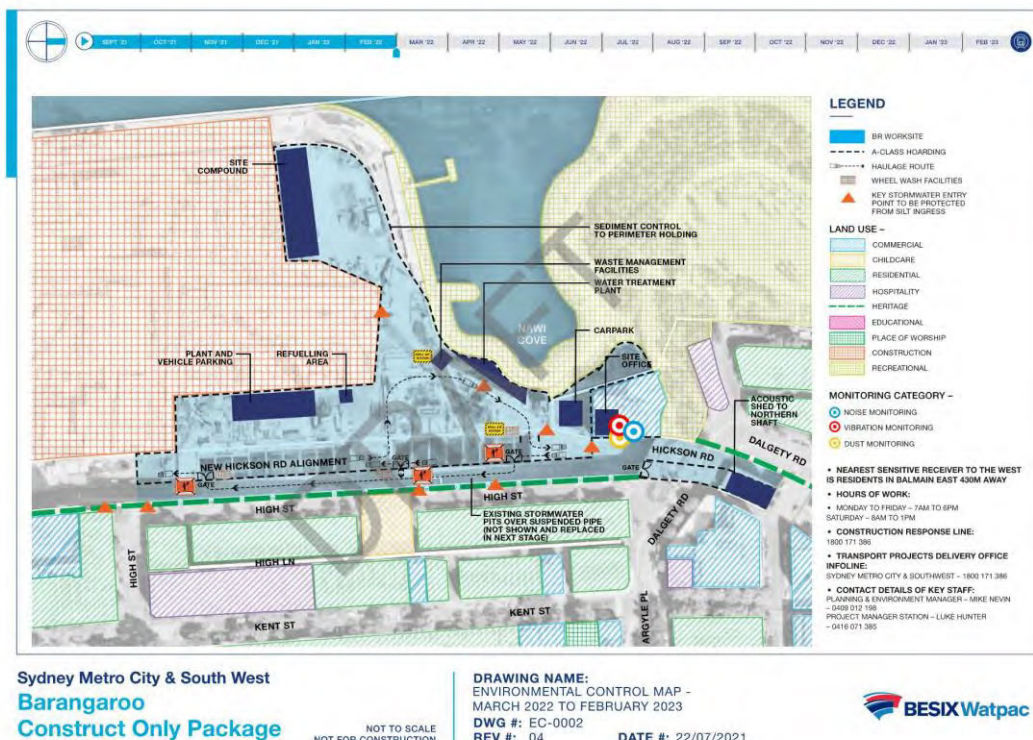 SEPT '21 OCT '21 NOV '21 DEC '21 JAN '22 FEB '22 MAR '22 APR '22 MAY '22 JUN '22 JUL '22 AUG '22 SEP '22 OCT '22 NOV '22 DEC '22 JAN '23 FEB '23
SITE
COMPOUND
SEDIMENT CONTROL
TO PERIMETER HOLDING
WASTE MANAGEMENT
FACILITIES
WATER TREATMENT
PLANT
NAWI
COVE
CARPARK
SITE
OFFICE
PLANT AND
VEHICLE PARKING
REFUELLING
AREA
ACOUSTIC
SHED TO
NORTHERN
SHAFT
DALGETY RD
HICKSON RD
NEW HICKSON RD ALIGNMENT
GATE
GATE
GATE
GATE
GATE
HIGH ST
HIGH ST
EXISTING STORMWATER
PITS OVER SUSPENDED PIPE
(NOT SHOWN AND REPLACED
IN NEXT STAGE)
DALGETY RD
HIGH ST
HIGH LN
KENT ST
KENT ST
ARGYLE PL
DRAFT
LEGEND
BR WORKSITE
A-CLASS HOARDING
HAULAGE ROUTE
WHEEL WASH FACILITIES
KEY STORMWATER ENTRY
POINT TO BE PROTECTED
FROM SILT INGRESS
LAND USE –
COMMERCIAL
CHILDCARE
RESIDENTIAL
HOSPITALITY
HERITAGE
EDUCATIONAL
PLACE OF WORSHIP
CONSTRUCTION
RECREATIONAL
MONITORING CATEGORY –
NOISE MONITORING
VIBRATION MONITORING
DUST MONITORING
• NEAREST SENSITIVE RECEIVER TO THE WEST
IS RESIDENTS IN BALMAIN EAST 430M AWAY
• HOURS OF WORK:
• MONDAY TO FRIDAY – 7AM TO 6PM
SATURDAY – 8AM TO 1PM
• CONSTRUCTION RESPONSE LINE:
1800 171 386
• TRANSPORT PROJECTS DELIVERY OFFICE
INFOLINE:
SYDNEY METRO CITY & SOUTHWEST – 1800 171 386
• CONTACT DETAILS OF KEY STAFF:
PLANNING & ENVIRONMENT MANAGER – MIKE NEVIN
– 0409 012 198
PROJECT MANAGER STATION – LUKE HUNTER
– 0416 071 385
Sydney Metro City & South West
Barangaroo
Construct Only Package
NOT TO SCALE
NOT FOR CONSTRUCTION
DRAWING NAME:
ENVIRONMENTAL CONTROL MAP -
MARCH 2022 TO FEBRUARY 2023
DWG #: EC-0002
REV #: 04 DATE #: 22/07/2021
BESIX Watpac